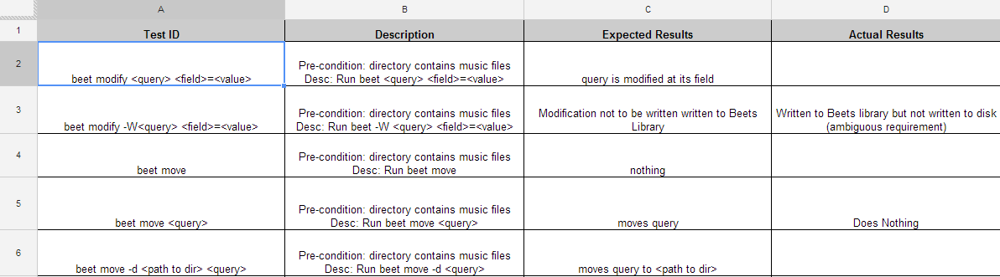 A B C D
1 Test ID Description Expected Results Actual Results
2
Pre-condition: directory contains music files
beet modify <query> <field>=<value> Desc: Run beet <query> <field>=<value> query is modified at its field
3
Pre-condition: directory contains music files Modification not to be written written to Beets Written to Beets library but not written to disk
beet modify -W<query> <field>=<value> Desc: Run beet -W <query> <field>=<value> Library (ambiguous requirement)
4
Pre-condition: directory contains music files
beet move Desc: Run beet move nothing
5
Pre-condition: directory contains music files
beet move <query> Desc: Run beet move <query> moves query Does Nothing
6
Pre-condition: directory contains music files
beet move -d <path to dir> <query> Desc: Run beet move -d <query> moves query to <path to dir>